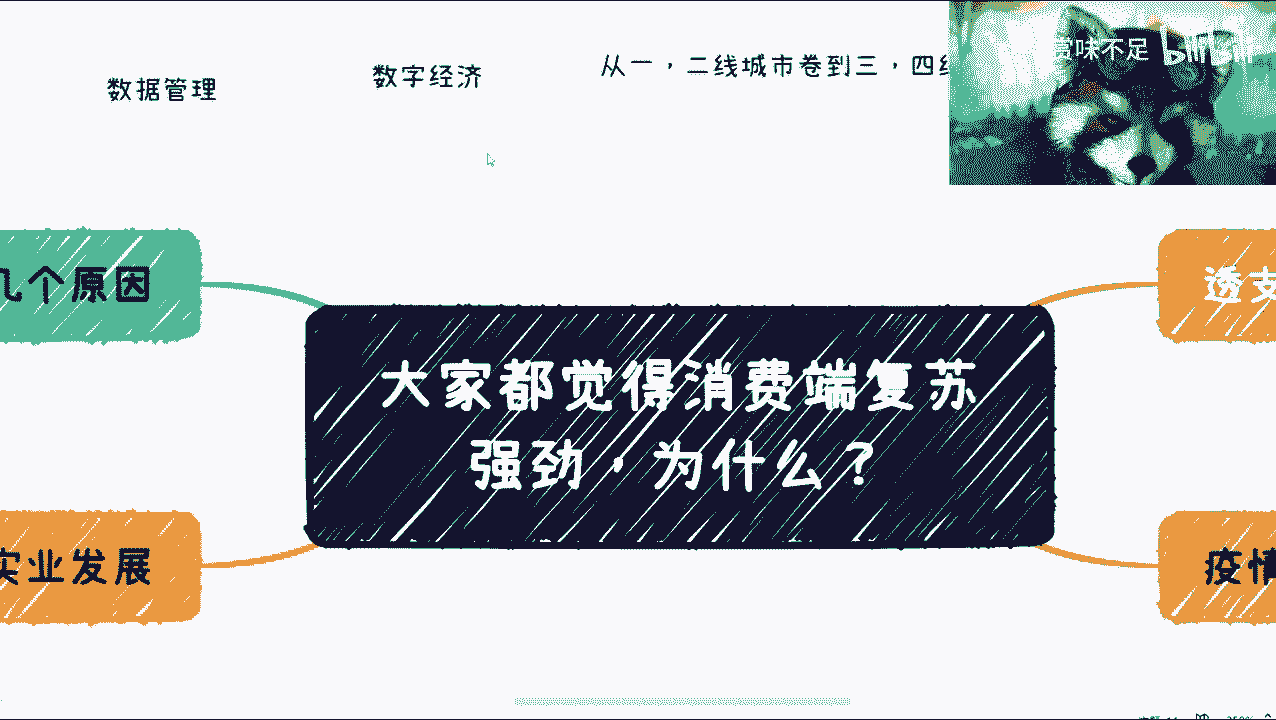 从一，二线城市卷到三，四线
数字经济
数据管理
赏味不足 bilibili
几个原因
透支
大家都觉得消费端复苏
强劲，为什么？
实业发展
疫情